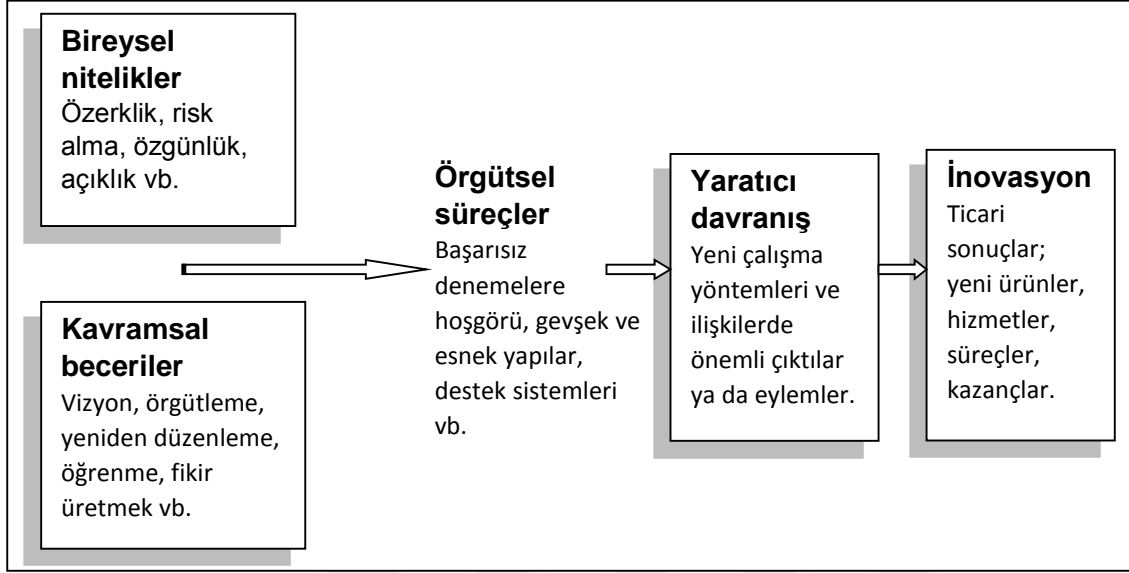 Bireysel
nitelikler
Özerklik, risk
alma, özgünlük,
açıklık vb.
Kavramsal
beceriler
Vizyon, örgütleme,
yeniden düzenleme,
öğrenme, fikir
üretmek vb.
Örgütsel
süreçler
Başarısız
denemelere
hoşgörü, gevşek ve
esnek yapılar,
destek sistemleri
vb.
Yaratıcı
davranış
Yeni çalışma
yöntemleri ve
ilişkilerde
önemli çıktılar
ya da eylemler.
İnovasyon
Ticari
sonuçlar;
yeni ürünler,
hizmetler,
süreçler,
kazançlar.